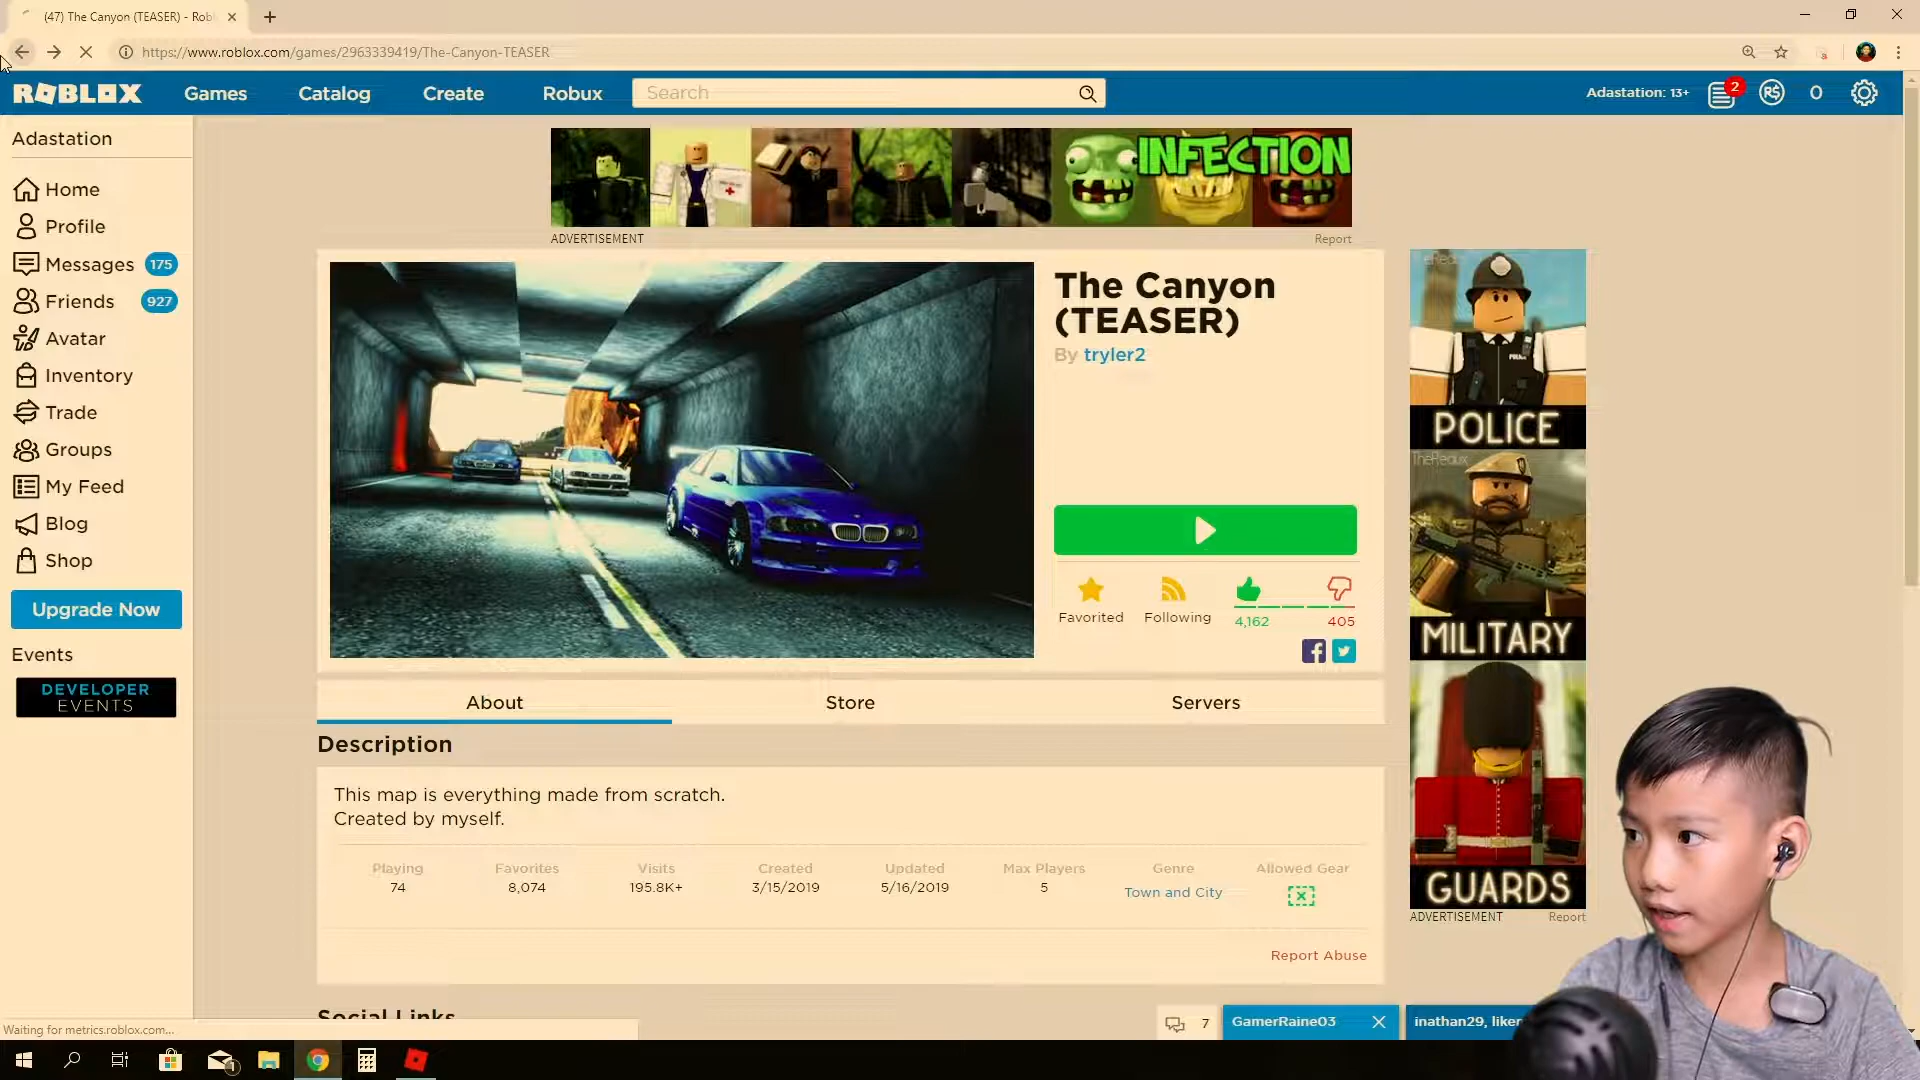 (47) The Canyon (TEASER) - Rob
https://www.roblox.com/games/2963339419/The-Canyon-TEASER
ROBLOX
Games
Catalog
Create
Robux
Search
Adastation: 13+
2
0
Adastation
Home
Profile
Messages 175
Friends 927
Avatar
Inventory
Trade
Groups
My Feed
Blog
Shop
Upgrade Now
Events
DEVELOPER
EVENTS
INFECTION
ADVERTISEMENT
Report
The Canyon
(TEASER)
By tryler2
Favorited
Following
4,162
405
About
Store
Servers
Description
This map is everything made from scratch.
Created by myself.
Playing
74
Favorites
8,074
Visits
195.8K+
Created
3/15/2019
Updated
5/16/2019
Max Players
5
Genre
Town and City
Allowed Gear
Report Abuse
Social Links
POLICE
MILITARY
GUARDS
ADVERTISEMENT
Report
7
GamerRaine03
inathan29, liker
Waiting for metrics.roblox.com...